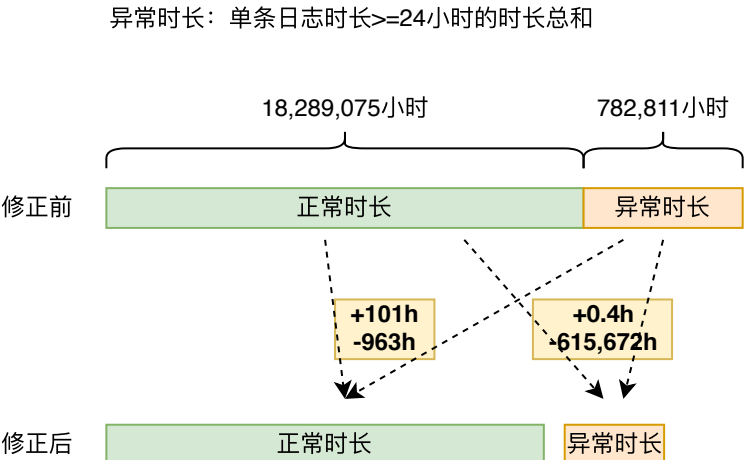 异常时长：单条日志时长>=24小时的时长总和
18,289,075小时
782,811小时
修正前
正常时长
异常时长
+101h
-963h
+0.4h
-615,672h
修正后
正常时长
异常时长